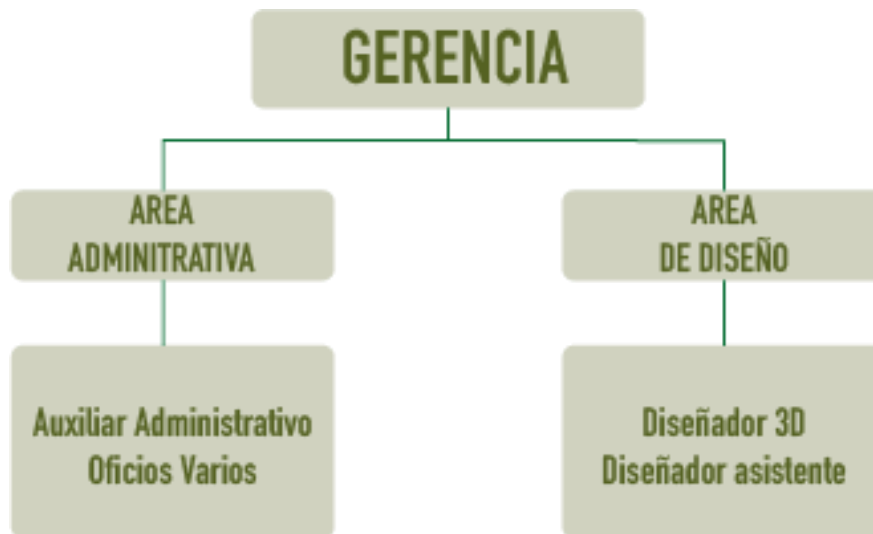 GERENCIA
AREA
ADMINITRATIVA
AREA
DE DISEÑO
Auxiliar Administrativo
Oficios Varios
Diseñador 3D
Diseñador asistente